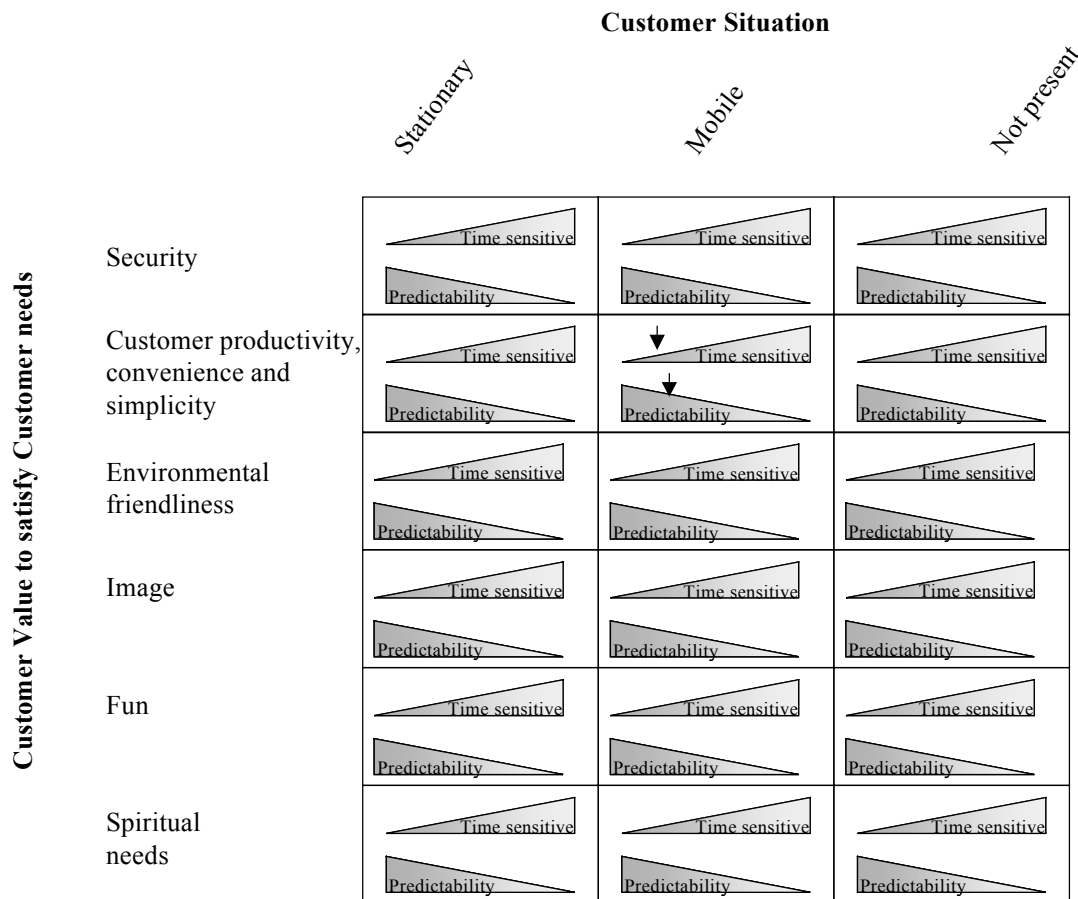 Customer Situation
Stationary
Mobile
Not present
Customer Value to satisfy Customer needs
Security
Time sensitive
Predictability
Time sensitive
Predictability
Time sensitive
Predictability
Customer productivity,
convenience and
simplicity
Time sensitive
Predictability
Time sensitive
Predictability
Time sensitive
Predictability
Environmental
friendliness
Time sensitive
Predictability
Time sensitive
Predictability
Time sensitive
Predictability
Image
Time sensitive
Predictability
Time sensitive
Predictability
Time sensitive
Predictability
Fun
Time sensitive
Predictability
Time sensitive
Predictability
Time sensitive
Predictability
Spiritual
needs
Time sensitive
Predictability
Time sensitive
Predictability
Time sensitive
Predictability